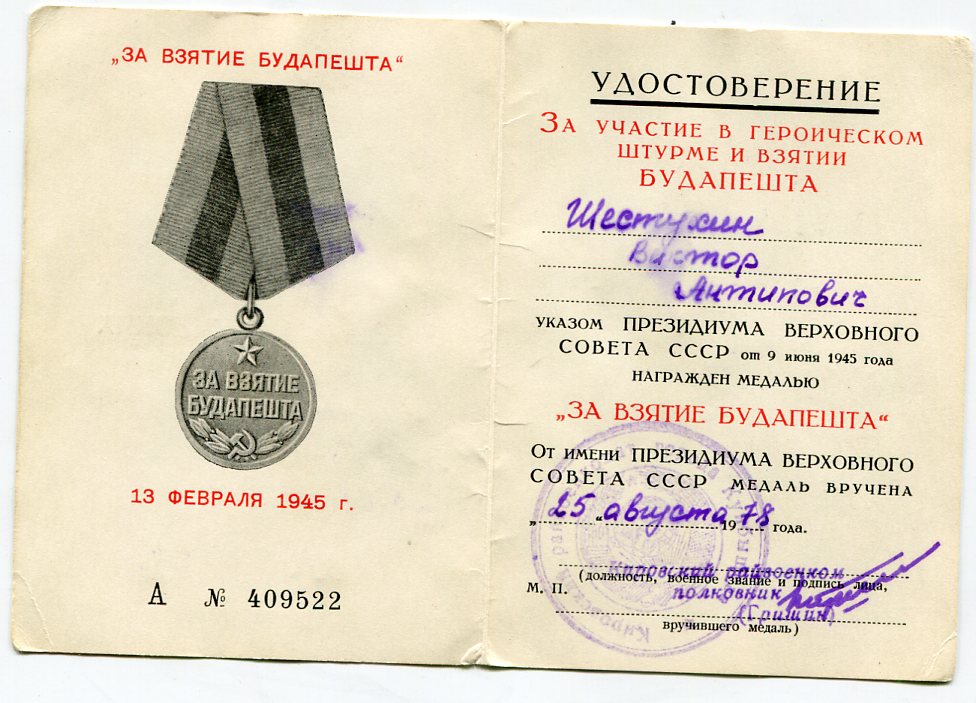 „ЗА ВЗЯТИЕ БУДАПЕШТА“
ЗА ВЗЯТИЕ
БУДАПЕШТА
13 ФЕВРАЛЯ 1945 г.
А № 409522
УДОСТОВЕРЕНИЕ
ЗА УЧАСТИЕ В ГЕРОИЧЕСКОМ
ШТУРМЕ И ВЗЯТИИ
БУДАПЕШТА
Шестухин
Виктор
Антипович
УКАЗОМ ПРЕЗИДИУМА ВЕРХОВНОГО
СОВЕТА СССР от 9 июня 1945 года
НАГРАЖДЕН МЕДАЛЬЮ
„ЗА ВЗЯТИЕ БУДАПЕШТА“
ОТ ИМЕНИ ПРЕЗИДИУМА ВЕРХОВНОГО
СОВЕТА СССР МЕДАЛЬ ВРУЧЕНА
„25“ августа 1978 года.
Кировский райвоенком
(должность, военное звание и подпись лица,
М. П. полковник
(Гришин)
вручившего медаль)